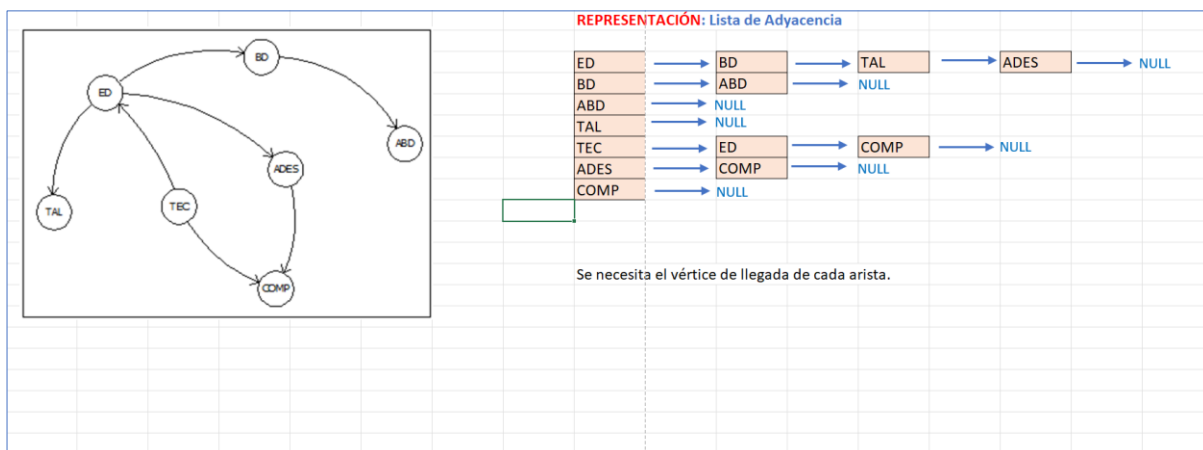 REPRESENTACIÓN: Lista de Adyacencia
BD
ED
ABD
ADES
TAL
TEC
COMP
ED BD TAL ADES NULL
BD ABD NULL
ABD NULL
TAL NULL
TEC ED COMP NULL
ADES COMP NULL
COMP NULL
Se necesita el vértice de llegada de cada arista.